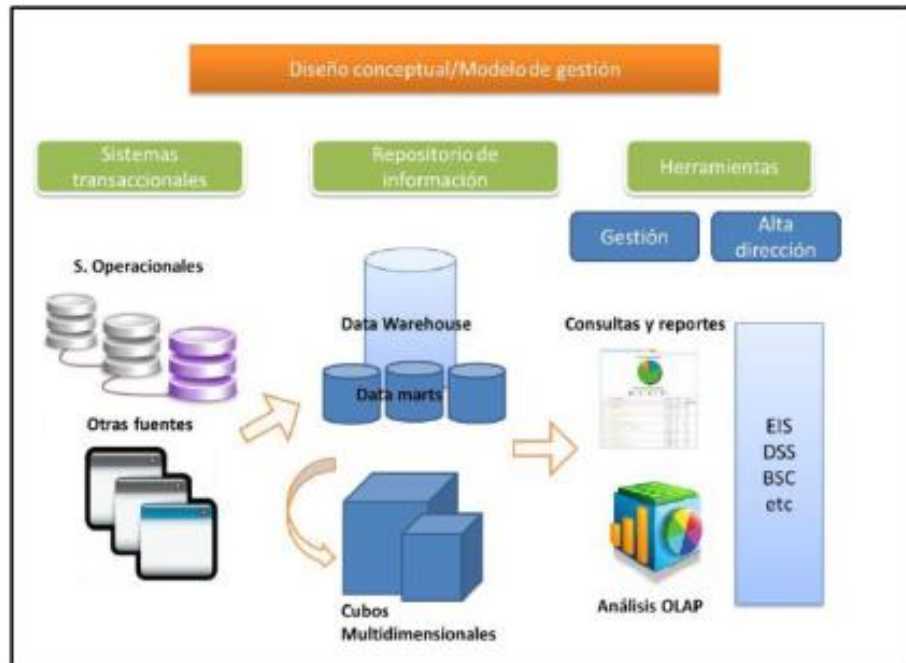 Diseño conceptual/Modelo de gestión
Sistemas
transaccionales
Repositorio de
información
Herramientas
Gestión
Alta
dirección
S. Operacionales
Otras fuentes
Data Warehouse
Data marts
Cubos
Multidimensionales
Consultas y reportes
Análisis OLAP
EIS
DSS
BSC
etc